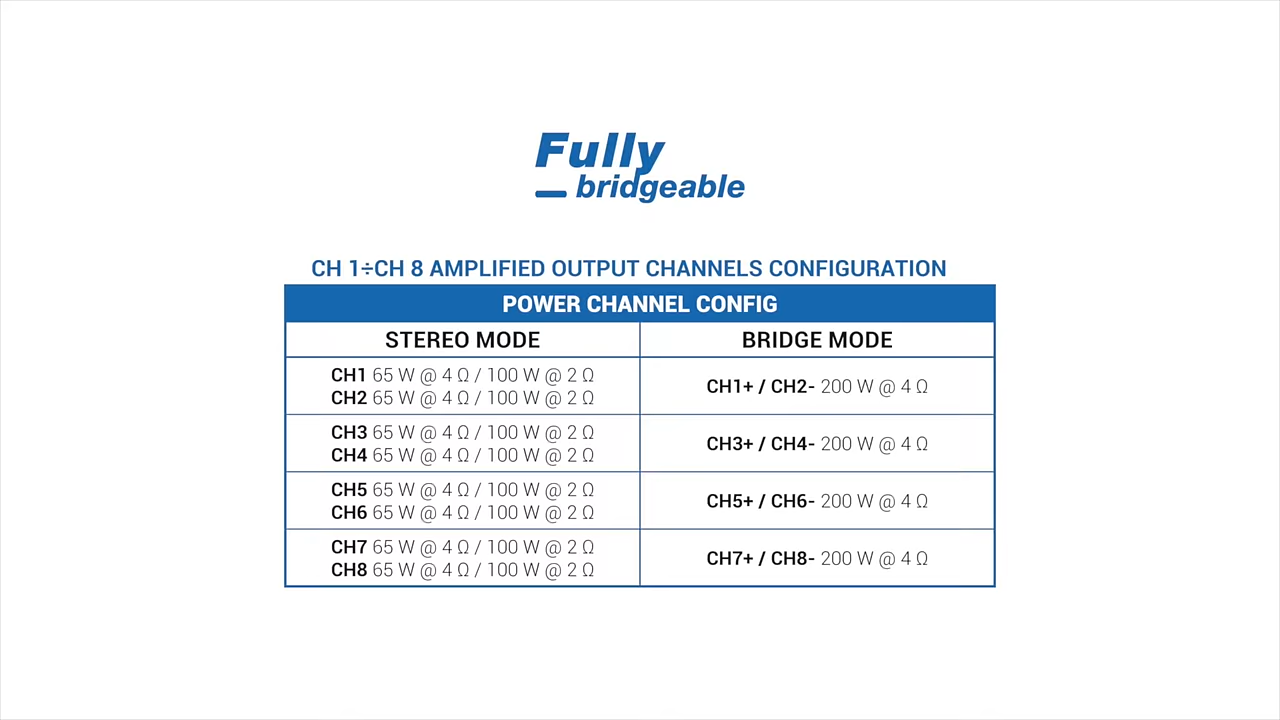 Fully
bridgeable
CH 1÷CH 8 AMPLIFIED OUTPUT CHANNELS CONFIGURATION
POWER CHANNEL CONFIG
STEREO MODE
BRIDGE MODE
CH1 65 W @ 4 Ω / 100 W @ 2 Ω
CH2 65 W @ 4 Ω / 100 W @ 2 Ω
CH1+ / CH2- 200 W @ 4 Ω
CH3 65 W @ 4 Ω / 100 W @ 2 Ω
CH4 65 W @ 4 Ω / 100 W @ 2 Ω
CH3+ / CH4- 200 W @ 4 Ω
CH5 65 W @ 4 Ω / 100 W @ 2 Ω
CH6 65 W @ 4 Ω / 100 W @ 2 Ω
CH5+ / CH6- 200 W @ 4 Ω
CH7 65 W @ 4 Ω / 100 W @ 2 Ω
CH8 65 W @ 4 Ω / 100 W @ 2 Ω
CH7+ / CH8- 200 W @ 4 Ω